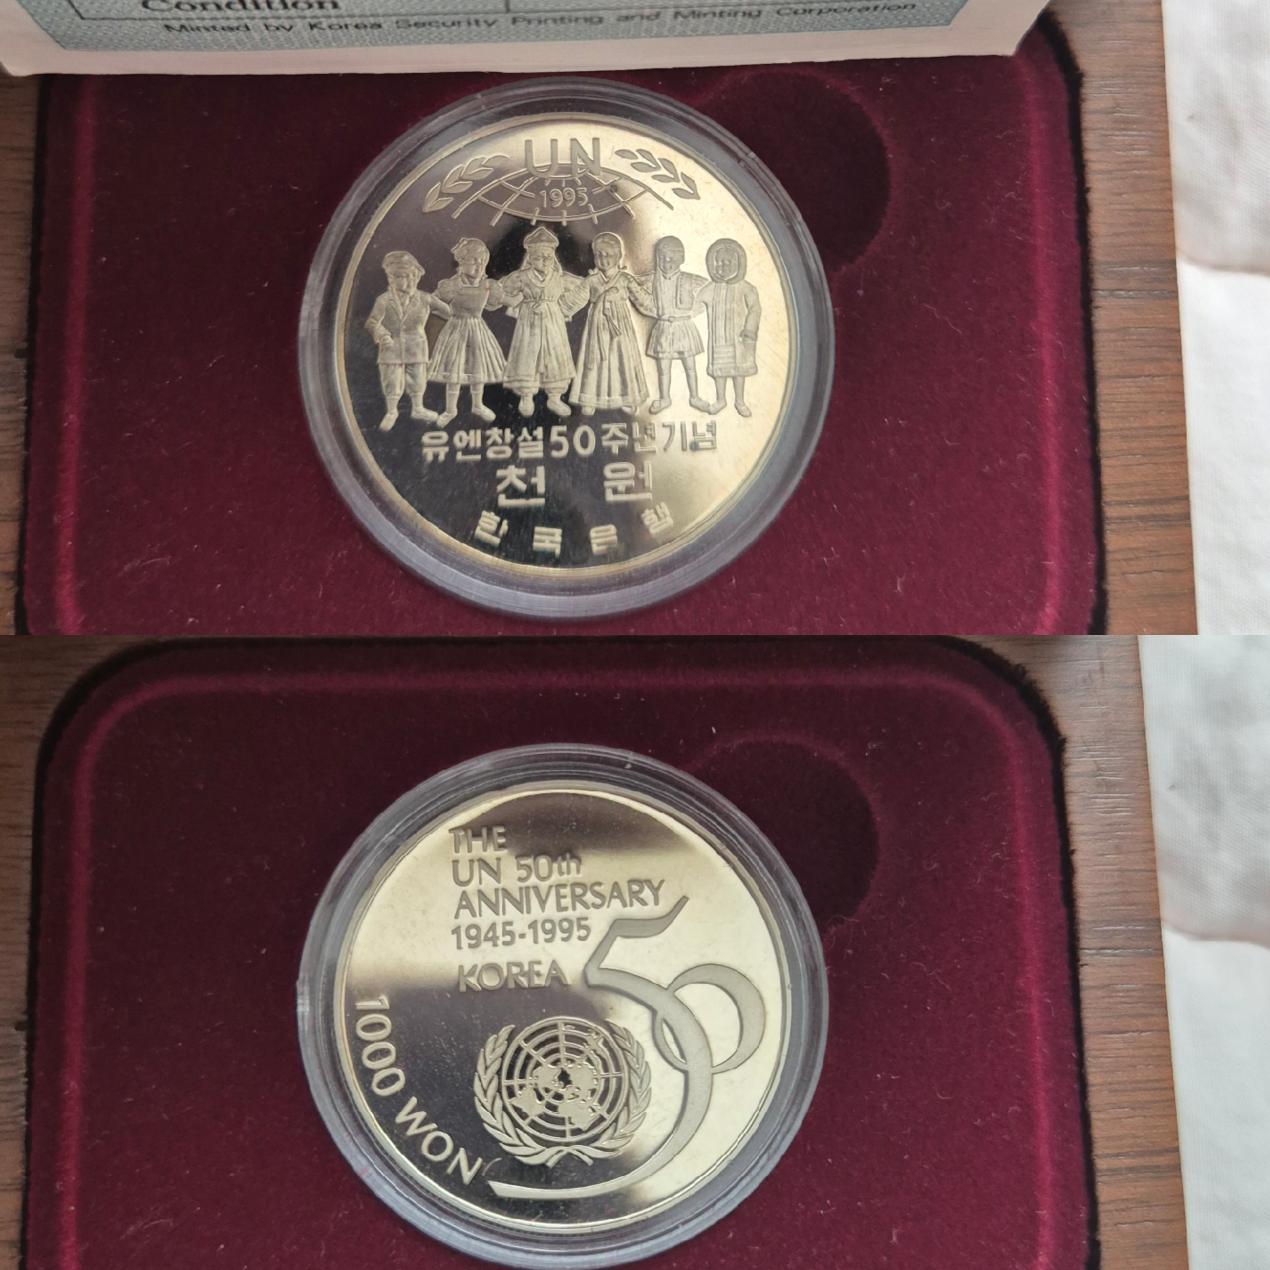 Condition
Minted by Korea Security Printing and Minting Corporation
UN
1995
유엔창설50주년기념
천 원
한국은행
THE
UN 50th
ANNIVERSARY
1945-1995
KOREA
50
1000 WON